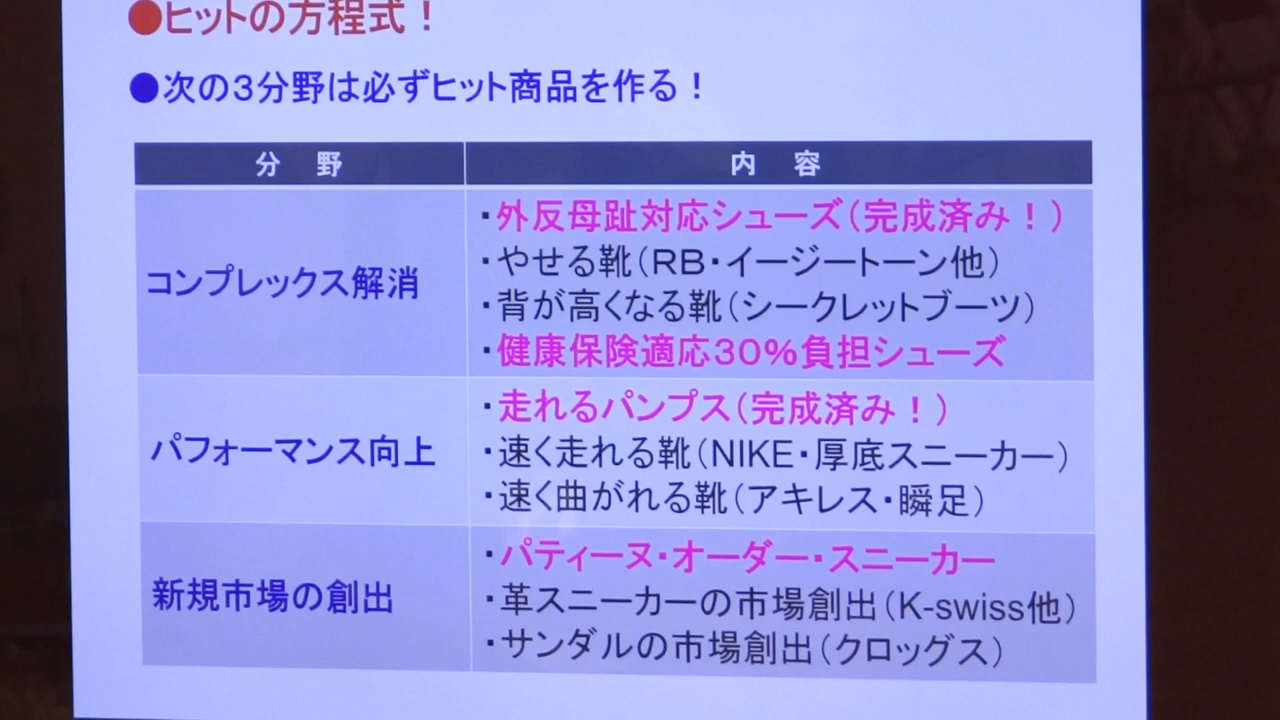 ●ヒットの方程式！
●次の３分野は必ずヒット商品を作る！
分　野
内　容
コンプレックス解消
・外反母趾対応シューズ（完成済み！）
・やせる靴（ＲＢ・イージートーン他）
・背が高くなる靴（シークレットブーツ）
・健康保険適応３０％負担シューズ
パフォーマンス向上
・走れるパンプス（完成済み！）
・速く走れる靴（NIKE・厚底スニーカー）
・速く曲がれる靴（アキレス・瞬足）
新規市場の創出
・パティーヌ・オーダー・スニーカー
・革スニーカーの市場創出（K-swiss他）
・サンダルの市場創出（クロッグス）